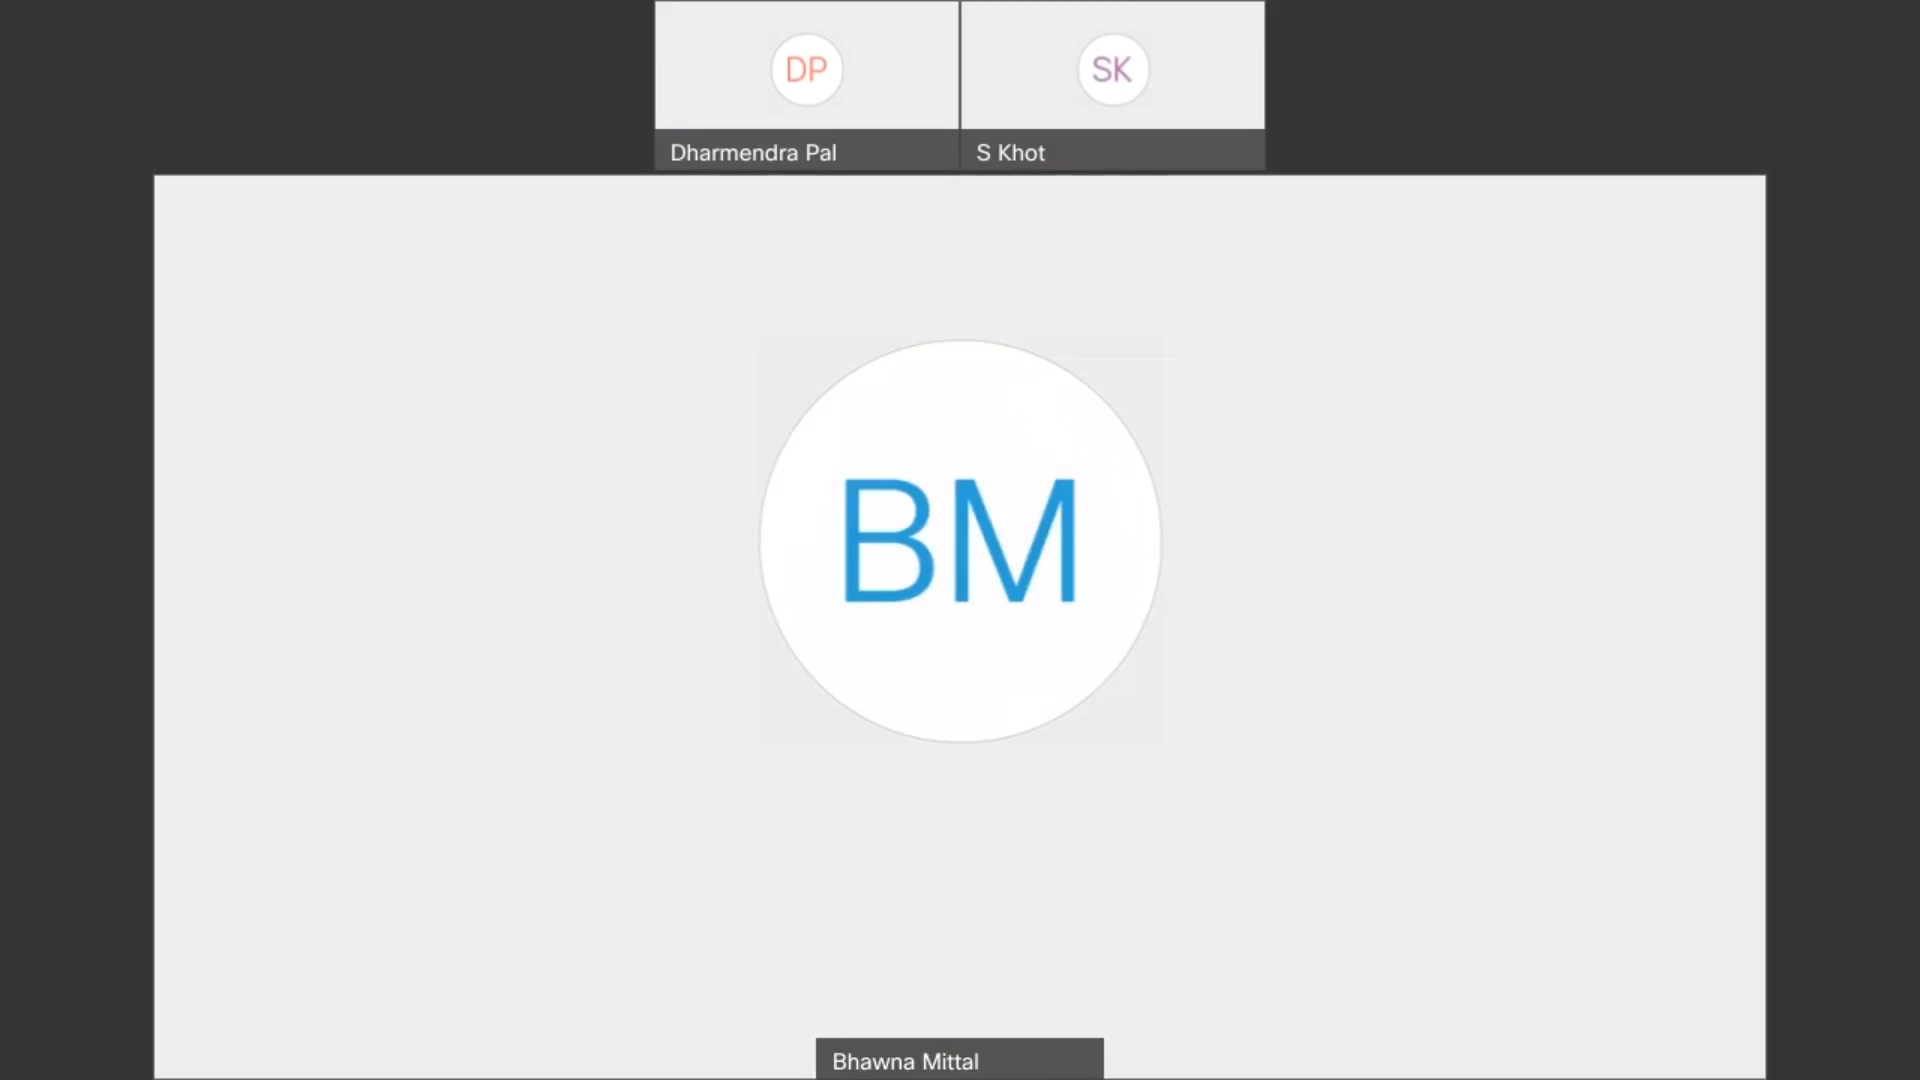 DP
SK
Dharmendra Pal
S Khot
BM
Bhawna Mittal